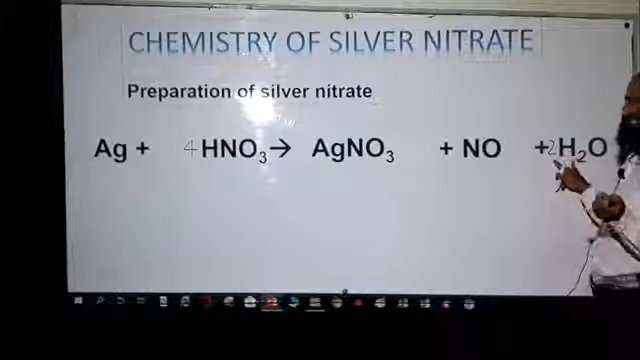 CHEMISTRY OF SILVER NITRATE
Preparation of silver nitrate
Ag + 4HNO₃→ AgNO₃ + NO +2H₂O